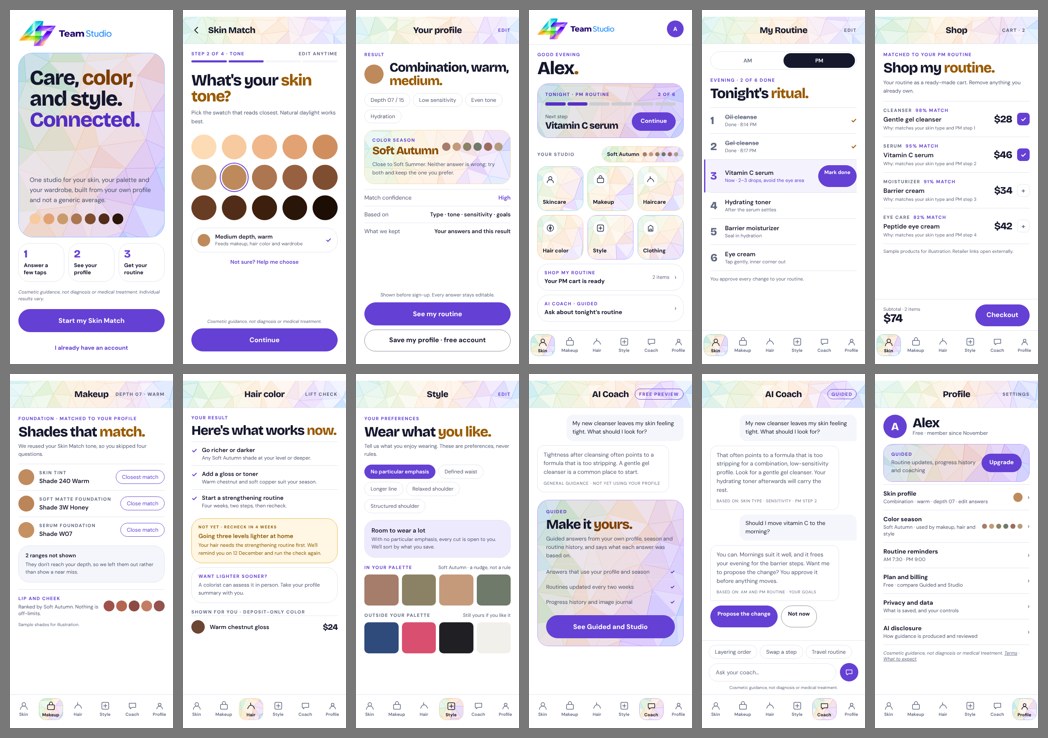 Team Studio
Care, color,
and style.
Connected.
One studio for your skin, your palette and
your wardrobe, built from your own profile
and not a generic average.
1
Answer a
few taps
2
See your
profile
3
Get your
routine
Cosmetic guidance, not diagnosis or medical treatment. Individual
results vary.
Start my Skin Match
I already have an account
Skin Match
STEP 2 OF 4 · TONE
EDIT ANYTIME
What's your skin
tone?
Pick the swatch that reads closest. Natural daylight works
best.
Medium depth, warm
Feeds makeup, hair color and wardrobe
Not sure? Help me choose
Cosmetic guidance, not diagnosis or medical treatment.
Continue
Your profile
EDIT
RESULT
Combination, warm,
medium.
Depth 07 / 15
Low sensitivity
Even tone
Hydration
COLOR SEASON
Soft Autumn
Close to Soft Summer. Neither answer is wrong: try
both and keep the one you prefer.
Match confidence
High
Based on
Type · tone · sensitivity · goals
What we kept
Your answers and this result
Shown before sign-up. Every answer stays editable.
See my routine
Save my profile · free account
Team Studio
A
GOOD EVENING
Alex.
TONIGHT · PM ROUTINE
2 OF 6
Next step
Vitamin C serum
Continue
YOUR STUDIO
Soft Autumn
Skincare
Makeup
Haircare
Hair color
Style
Clothing
SHOP MY ROUTINE
Your PM cart is ready
2 items
AI COACH · GUIDED
Ask about tonight's routine
Skin
Makeup
Hair
Style
Coach
Profile
My Routine
EDIT
AM
PM
EVENING · 2 OF 6 DONE
Tonight's ritual.
1
Oil cleanser
Done · 8:14 PM
2
Gel cleanser
Done · 8:17 PM
3
Vitamin C serum
Now · 2–3 drops, avoid the eye area
Mark done
4
Hydrating toner
After the serum settles
5
Barrier moisturizer
Seal in hydration
6
Eye cream
Tap gently, inner corner out
You approve every change to your routine.
Skin
Makeup
Hair
Style
Coach
Profile
Shop
CART · 2
MATCHED TO YOUR PM ROUTINE
Shop my routine.
Your routine as a ready-made cart. Remove anything you
already own.
CLEANSER 98% MATCH
Gentle gel cleanser
Why: matches your skin type and PM step 1
$28
SERUM 95% MATCH
Vitamin C serum
Why: matches your skin type and PM step 2
$46
MOISTURIZER 91% MATCH
Barrier cream
Why: matches your skin type and PM step 3
$34
+
EYE CARE 82% MATCH
Peptide eye cream
Why: matches your skin type and PM step 4
$42
+
Sample products for illustration. Retailer links open externally.
Subtotal · 2 items
$74
Checkout
Skin
Makeup
Hair
Style
Coach
Profile
Makeup
DEPTH 07 · WARM
FOUNDATION · MATCHED TO YOUR PROFILE
Shades that match.
We reused your Skin Match tone, so you skipped four
questions.
SKIN TINT
Shade 240 Warm
Closest match
SOFT MATTE FOUNDATION
Shade 3W Honey
Close match
SERUM FOUNDATION
Shade W07
Close match
2 ranges not shown
They don't reach your depth, so we left them out rather
than show a near miss.
LIP AND CHEEK
Ranked by Soft Autumn. Nothing is
off-limits.
Sample shades for illustration.
Skin
Makeup
Hair
Style
Coach
Profile
Hair color
LIFT CHECK
YOUR RESULT
Here's what works now.
Go richer or darker
Any Soft Autumn shade at your level or deeper.
Add a gloss or toner
Warm chestnut and soft copper suit your season.
Start a strengthening routine
Four weeks, two steps, then recheck.
NOT YET · RECHECK IN 4 WEEKS
Going three levels lighter at home
Your hair needs the strengthening routine first. We'll
remind you on 12 December and run the check again.
WANT LIGHTER SOONER?
A colorist can assess it in person. Take your profile
summary with you.
SHOWN FOR YOU · DEPOSIT-ONLY COLOR
Warm chestnut gloss
$24
Skin
Makeup
Hair
Style
Coach
Profile
Style
EDIT
YOUR PREFERENCES
Wear what you like.
Tell us what you enjoy wearing. These are preferences, never
rules.
No particular emphasis
Defined waist
Longer line
Relaxed shoulder
Structured shoulder
Room to wear a lot
With no particular emphasis, every cut is open to you.
We'll sort by what you own.
IN YOUR PALETTE
Soft Autumn · a nudge, not a rule
OUTSIDE YOUR PALETTE
Still yours if you like it
Skin
Makeup
Hair
Style
Coach
Profile
AI Coach
FREE PREVIEW
My new cleanser leaves my skin feeling
tight. What should I look for?
Tightness after cleansing often points to a
formula that is too stripping. A gentle gel
cleanser is a common place to start.
GENERAL GUIDANCE · NOT YET USING YOUR PROFILE
GUIDED
Make it yours.
Guided answers from your own profile, season and
routine history, and says what each answer was
based on.
Answers that use your profile and season
Routines updated every two weeks
Progress history and image journal
See Guided and Studio
Skin
Makeup
Hair
Style
Coach
Profile
AI Coach
GUIDED
My new cleanser leaves my skin feeling
tight. What should I look for?
That often points to a formula that is too
stripping for a combination, low-sensitivity
profile. Look for a gentle gel cleanser. Your
hydrating toner afterwards will carry the
rest.
BASED ON: SKIN TYPE · SENSITIVITY · PM STEP 2
Should I move vitamin C to the
morning?
You can. Mornings suit it well, and it frees
your evening for the barrier steps. Want me
to propose the change? You approve it
before anything moves.
BASED ON: AM AND PM ROUTINE · YOUR GOALS
Propose the change
Not now
Layering order
Swap a step
Travel routine
Ask your coach..
Cosmetic guidance, not diagnosis or medical treatment.
Skin
Makeup
Hair
Style
Coach
Profile
Profile
SETTINGS
A
Alex
Free · member since November
GUIDED
Routine updates, progress history
and coaching
Upgrade
Skin profile
Combination · warm · depth 07 · edit answers
Color season
Soft Autumn · used by makeup, hair and
style
Routine reminders
AM 7:30 · PM 9:00
Plan and billing
Free · compare Guided and Studio
Privacy and data
What is saved, and your controls
AI disclosure
How guidance is produced and reviewed
Cosmetic guidance, not diagnosis or medical treatment. Terms
What to expect
Skin
Makeup
Hair
Style
Coach
Profile